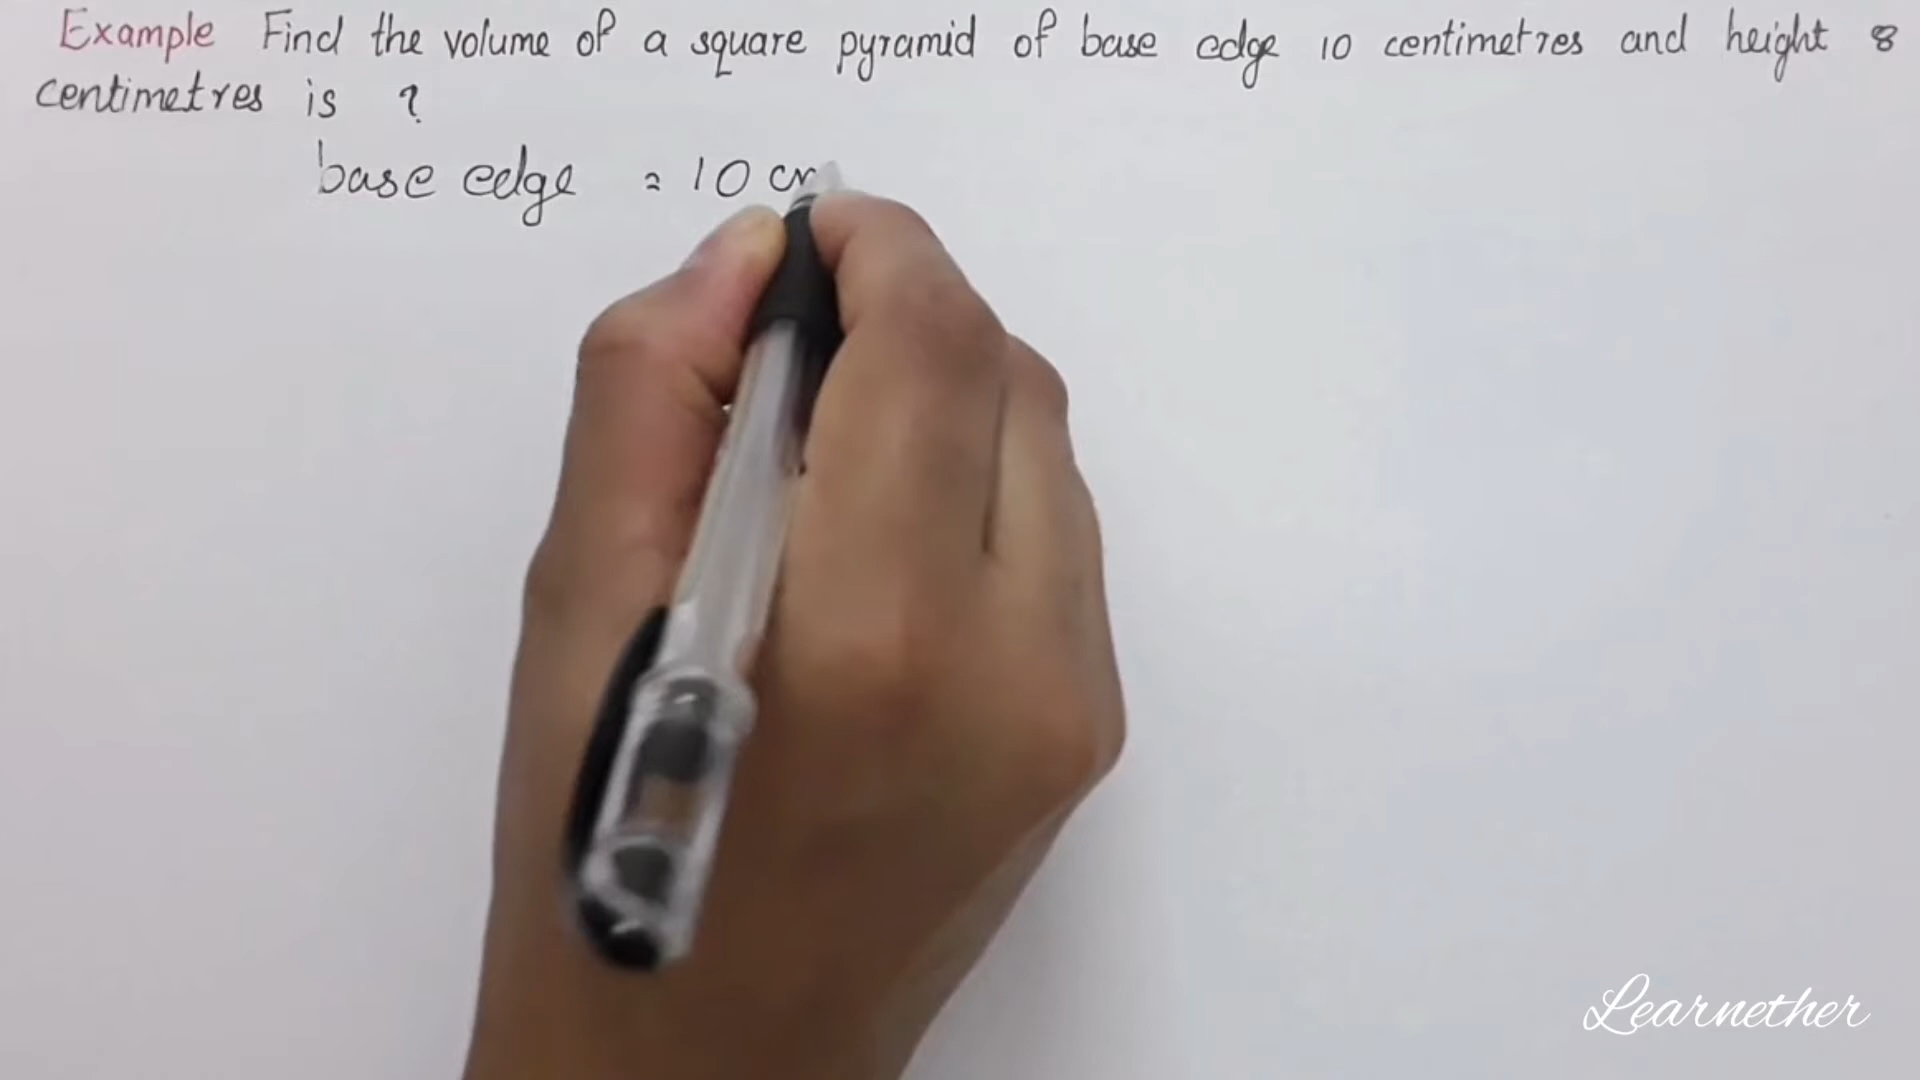 Example Find the volume of a square pyramid of base edge 10 centimetres and height 8
centimetres is ?
base edge = 10 cm
Learnether